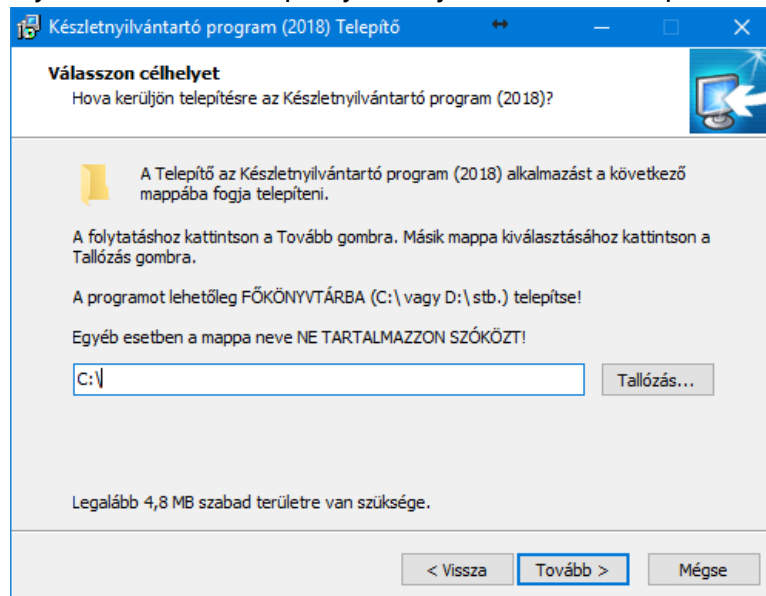 Készletnyilvántartó program (2018) Telepítő
Válasszon célhelyet
Hova kerüljön telepítésre az Készletnyilvántartó program (2018)?
A Telepítő az Készletnyilvántartó program (2018) alkalmazást a következő
mappába fogja telepíteni.
A folytatáshoz kattintson a Tovább gombra. Másik mappa kiválasztásához kattintson a
Tallózás gombra.
A programot lehetőleg FŐKÖNYVTÁRBA (C:\ vagy D:\ stb.) telepítse!
Egyéb esetben a mappa neve NE TARTALMAZZON SZÓKÖZT!
C:\
Tallózás...
Legalább 4,8 MB szabad területre van szüksége.
< Vissza
Tovább >
Mégse